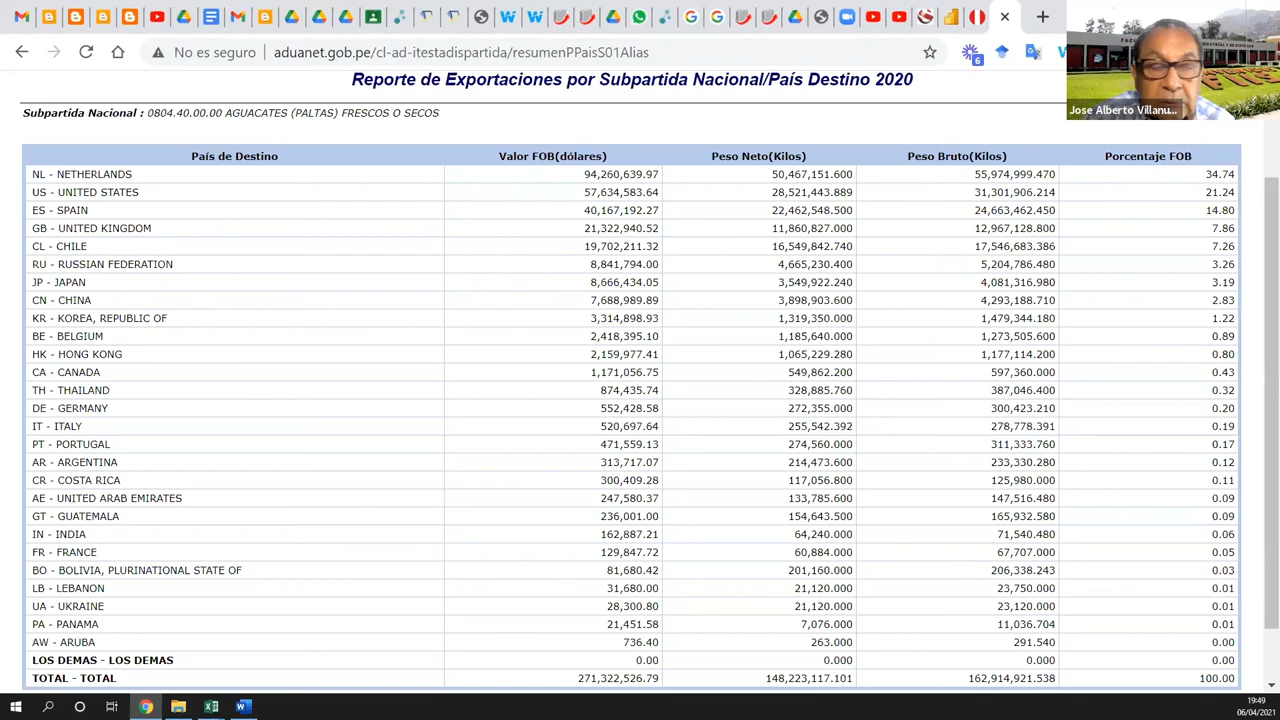 No es seguro | aduanet.gob.pe/cl-ad-itestadispartida/resumenPPaisS01Alias
6
Jose Alberto Villanu...
Reporte de Exportaciones por Subpartida Nacional/País Destino 2020
Subpartida Nacional : 0804.40.00.00 AGUACATES (PALTAS) FRESCOS O SECOS
País de Destino Valor FOB(dólares) Peso Neto(Kilos) Peso Bruto(Kilos) Porcentaje FOB
NL - NETHERLANDS 94,260,639.97 50,467,151.600 55,974,999.470 34.74
US - UNITED STATES 57,634,583.64 28,521,443.889 31,301,906.214 21.24
ES - SPAIN 40,167,192.27 22,462,548.500 24,663,462.450 14.80
GB - UNITED KINGDOM 21,322,940.52 11,860,827.000 12,967,128.800 7.86
CL - CHILE 19,702,211.32 16,549,842.740 17,546,683.386 7.26
RU - RUSSIAN FEDERATION 8,841,794.00 4,665,230.400 5,204,786.480 3.26
JP - JAPAN 8,666,434.05 3,549,922.240 4,081,316.980 3.19
CN - CHINA 7,688,989.89 3,898,903.600 4,293,188.710 2.83
KR - KOREA, REPUBLIC OF 3,314,898.93 1,319,350.000 1,479,344.180 1.22
BE - BELGIUM 2,418,395.10 1,185,640.000 1,273,505.600 0.89
HK - HONG KONG 2,159,977.41 1,065,229.280 1,177,114.200 0.80
CA - CANADA 1,171,056.75 549,862.200 597,360.000 0.43
TH - THAILAND 874,435.74 328,885.760 387,046.400 0.32
DE - GERMANY 552,428.58 272,355.000 300,423.210 0.20
IT - ITALY 520,697.64 255,542.392 278,778.391 0.19
PT - PORTUGAL 471,559.13 274,560.000 311,333.760 0.17
AR - ARGENTINA 313,717.07 214,473.600 233,330.280 0.12
CR - COSTA RICA 300,409.28 117,056.800 125,980.000 0.11
AE - UNITED ARAB EMIRATES 247,580.37 133,785.600 147,516.480 0.09
GT - GUATEMALA 236,001.00 154,643.500 165,932.580 0.09
IN - INDIA 162,887.21 64,240.000 71,540.480 0.06
FR - FRANCE 129,847.72 60,884.000 67,707.000 0.05
BO - BOLIVIA, PLURINATIONAL STATE OF 81,680.42 201,160.000 206,338.243 0.03
LB - LEBANON 31,680.00 21,120.000 23,750.000 0.01
UA - UKRAINE 28,300.80 21,120.000 23,120.000 0.01
PA - PANAMA 21,451.58 7,076.000 11,036.704 0.01
AW - ARUBA 736.40 263.000 291.540 0.00
LOS DEMAS - LOS DEMAS 0.00 0.000 0.000 0.00
TOTAL - TOTAL 271,322,526.79 148,223,117.101 162,914,921.538 100.00
19:49
06/04/2021